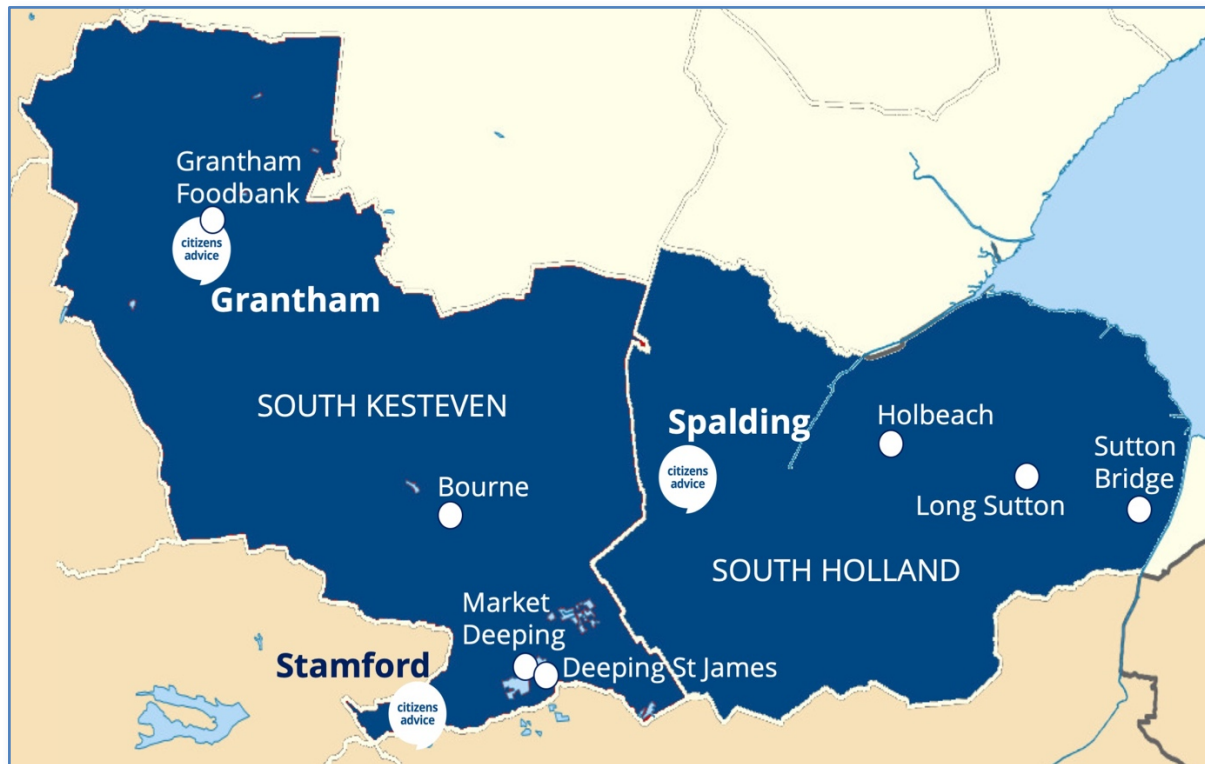 Grantham
Foodbank
citizens
advice
Grantham
SOUTH KESTEVEN
Bourne
Market
Deeping
Deeping St James
Stamford
citizens
advice
Spalding
citizens
advice
Holbeach
Long Sutton
Sutton
Bridge
SOUTH HOLLAND